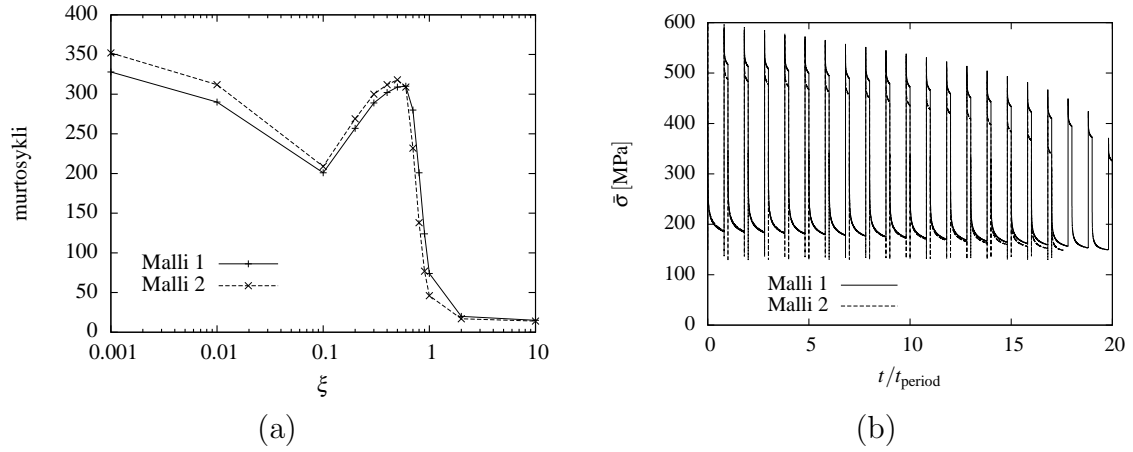 400
350
300
250
200
150
100
50
0
murtosykli
Malli 1
Malli 2
0.001 0.01 0.1 1 10
ξ
(a)
600
500
400
300
200
100
0
σ̄ [MPa]
Malli 1
Malli 2
0 5 10 15 20
t/t_period
(b)